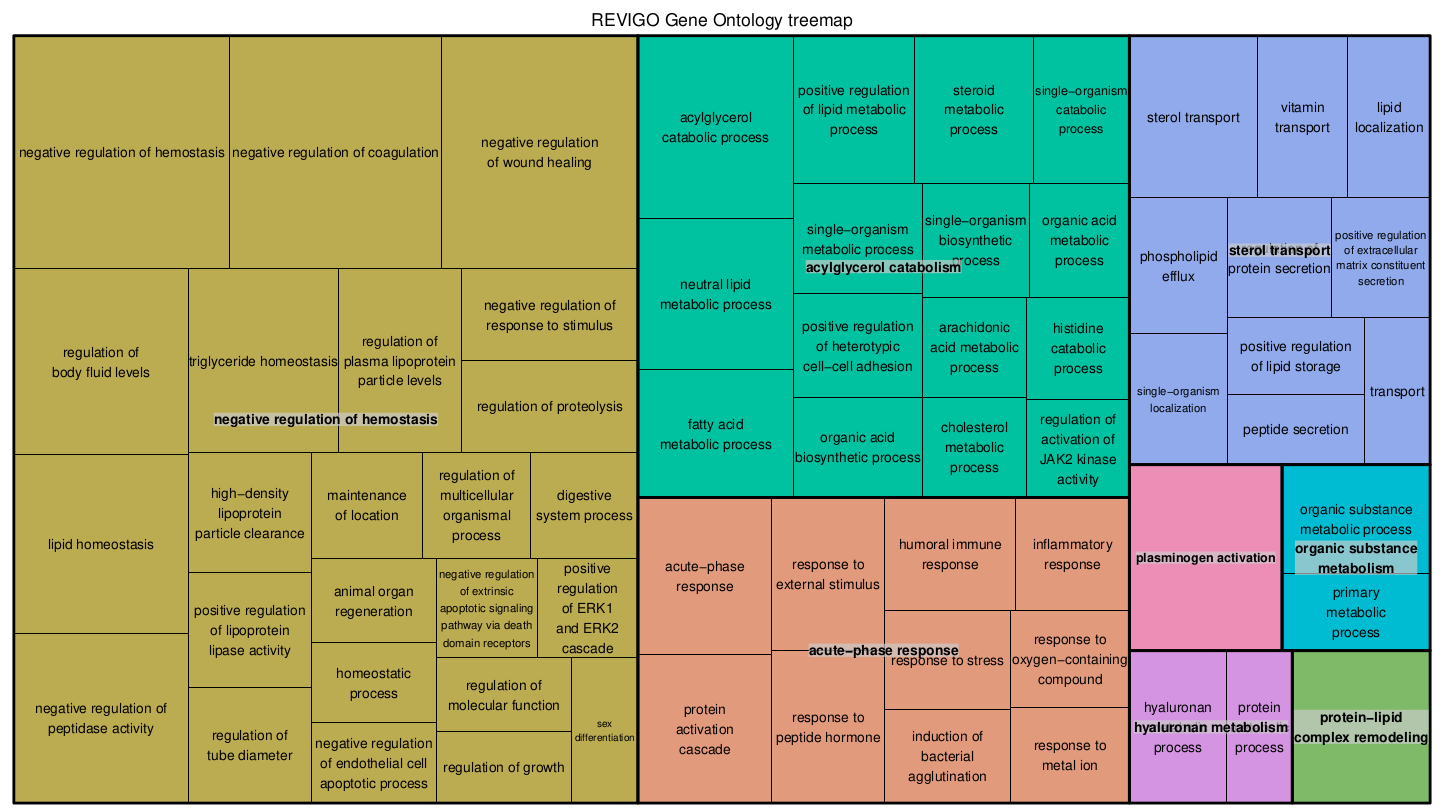 REVIGO Gene Ontology treemap
negative regulation of hemostasis
negative regulation of coagulation
negative regulation
of wound healing
regulation of
body fluid levels
triglyceride homeostasis
regulation of
plasma lipoprotein
particle levels
negative regulation of
response to stimulus
regulation of proteolysis
negative regulation of hemostasis
lipid homeostasis
high−density
lipoprotein
particle clearance
maintenance
of location
regulation of
multicellular
organismal
process
digestive
system process
negative regulation of
peptidase activity
positive regulation
of lipoprotein
lipase activity
animal organ
regeneration
negative regulation
of extrinsic
apoptotic signaling
pathway via death
domain receptors
positive
regulation
of ERK1
and ERK2
cascade
homeostatic
process
regulation of
molecular function
sex
differentiation
regulation of
tube diameter
negative regulation
of endothelial cell
apoptotic process
regulation of growth
acylglycerol
catabolic process
positive regulation
of lipid metabolic
process
steroid
metabolic
process
single−organism
catabolic
process
neutral lipid
metabolic process
single−organism
metabolic process
single−organism
biosynthetic
process
organic acid
metabolic
process
acylglycerol catabolism
fatty acid
metabolic process
positive regulation
of heterotypic
cell−cell adhesion
arachidonic
acid metabolic
process
histidine
catabolic
process
organic acid
biosynthetic process
cholesterol
metabolic
process
regulation of
activation of
JAK2 kinase
activity
acute−phase
response
response to
external stimulus
humoral immune
response
inflammatory
response
acute−phase response
response to stress
response to
oxygen−containing
compound
protein
activation
cascade
response to
peptide hormone
induction of
bacterial
agglutination
response to
metal ion
sterol transport
vitamin
transport
lipid
localization
phospholipid
efflux
sterol transport
protein secretion
positive regulation
of extracellular
matrix constituent
secretion
single−organism
localization
positive regulation
of lipid storage
peptide secretion
transport
plasminogen activation
organic substance
metabolic process
organic substance
metabolism
primary
metabolic
process
hyaluronan
process
protein
process
hyaluronan metabolism
protein−lipid
complex remodeling